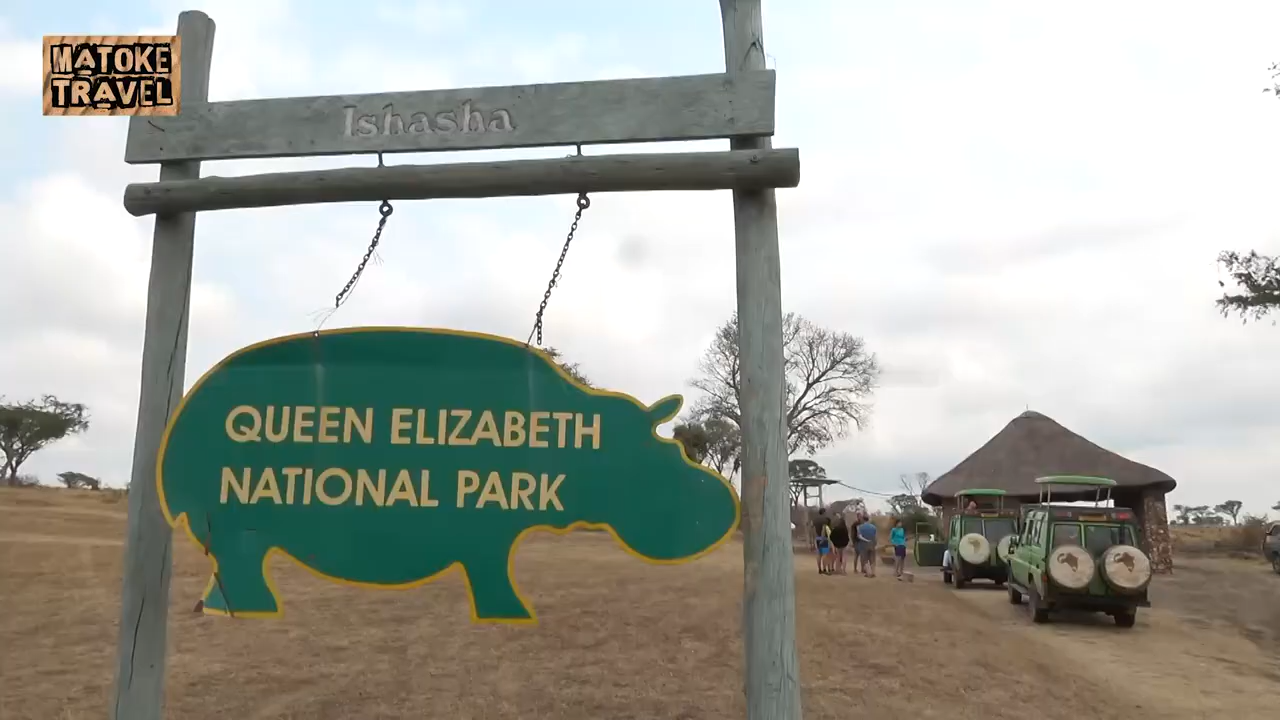 MATOKE
TRAVEL
Ishasha
QUEEN ELIZABETH
NATIONAL PARK